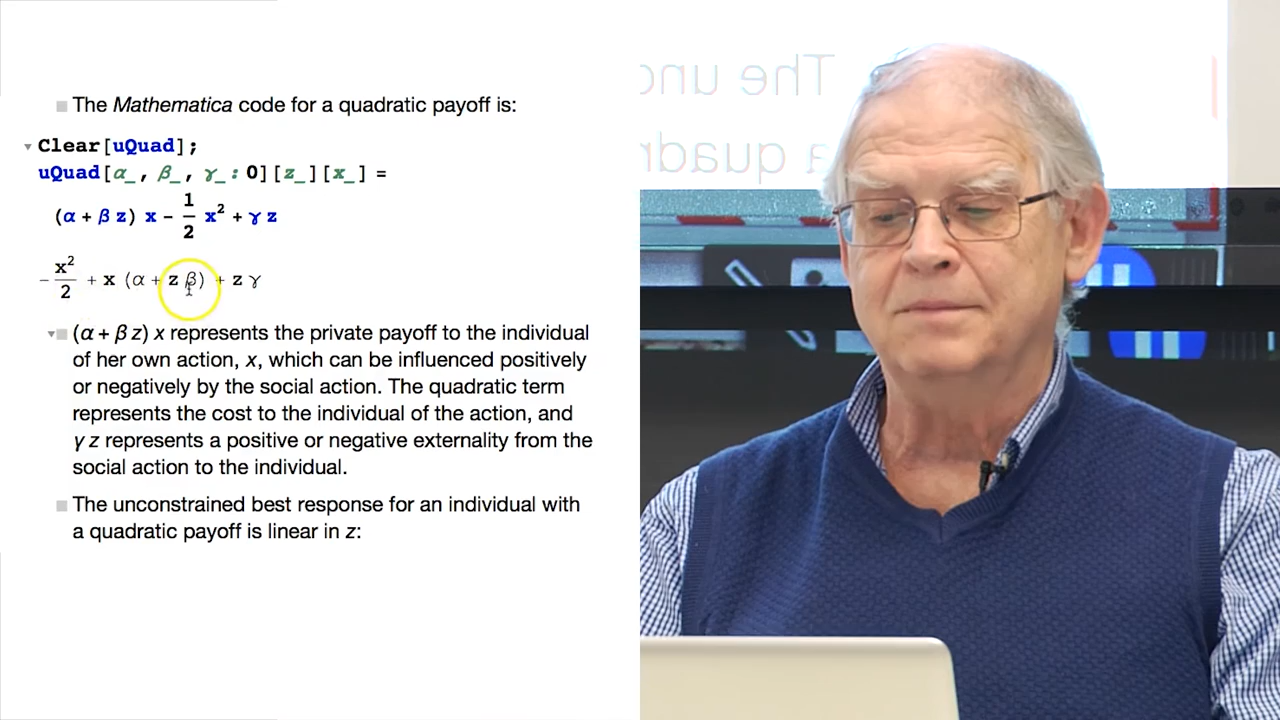 The Mathematica code for a quadratic payoff is:
Clear[uQuad];
uQuad[α_, β_, γ_: 0][z_][x_] =
(α + β z) x - 1/2 x² + γ z
- x²/2 + x (α + z β) + z γ
(α + β z) x represents the private payoff to the individual
of her own action, x, which can be influenced positively
or negatively by the social action. The quadratic term
represents the cost to the individual of the action, and
γ z represents a positive or negative externality from the
social action to the individual.
The unconstrained best response for an individual with
a quadratic payoff is linear in z:
The unc
a quadr